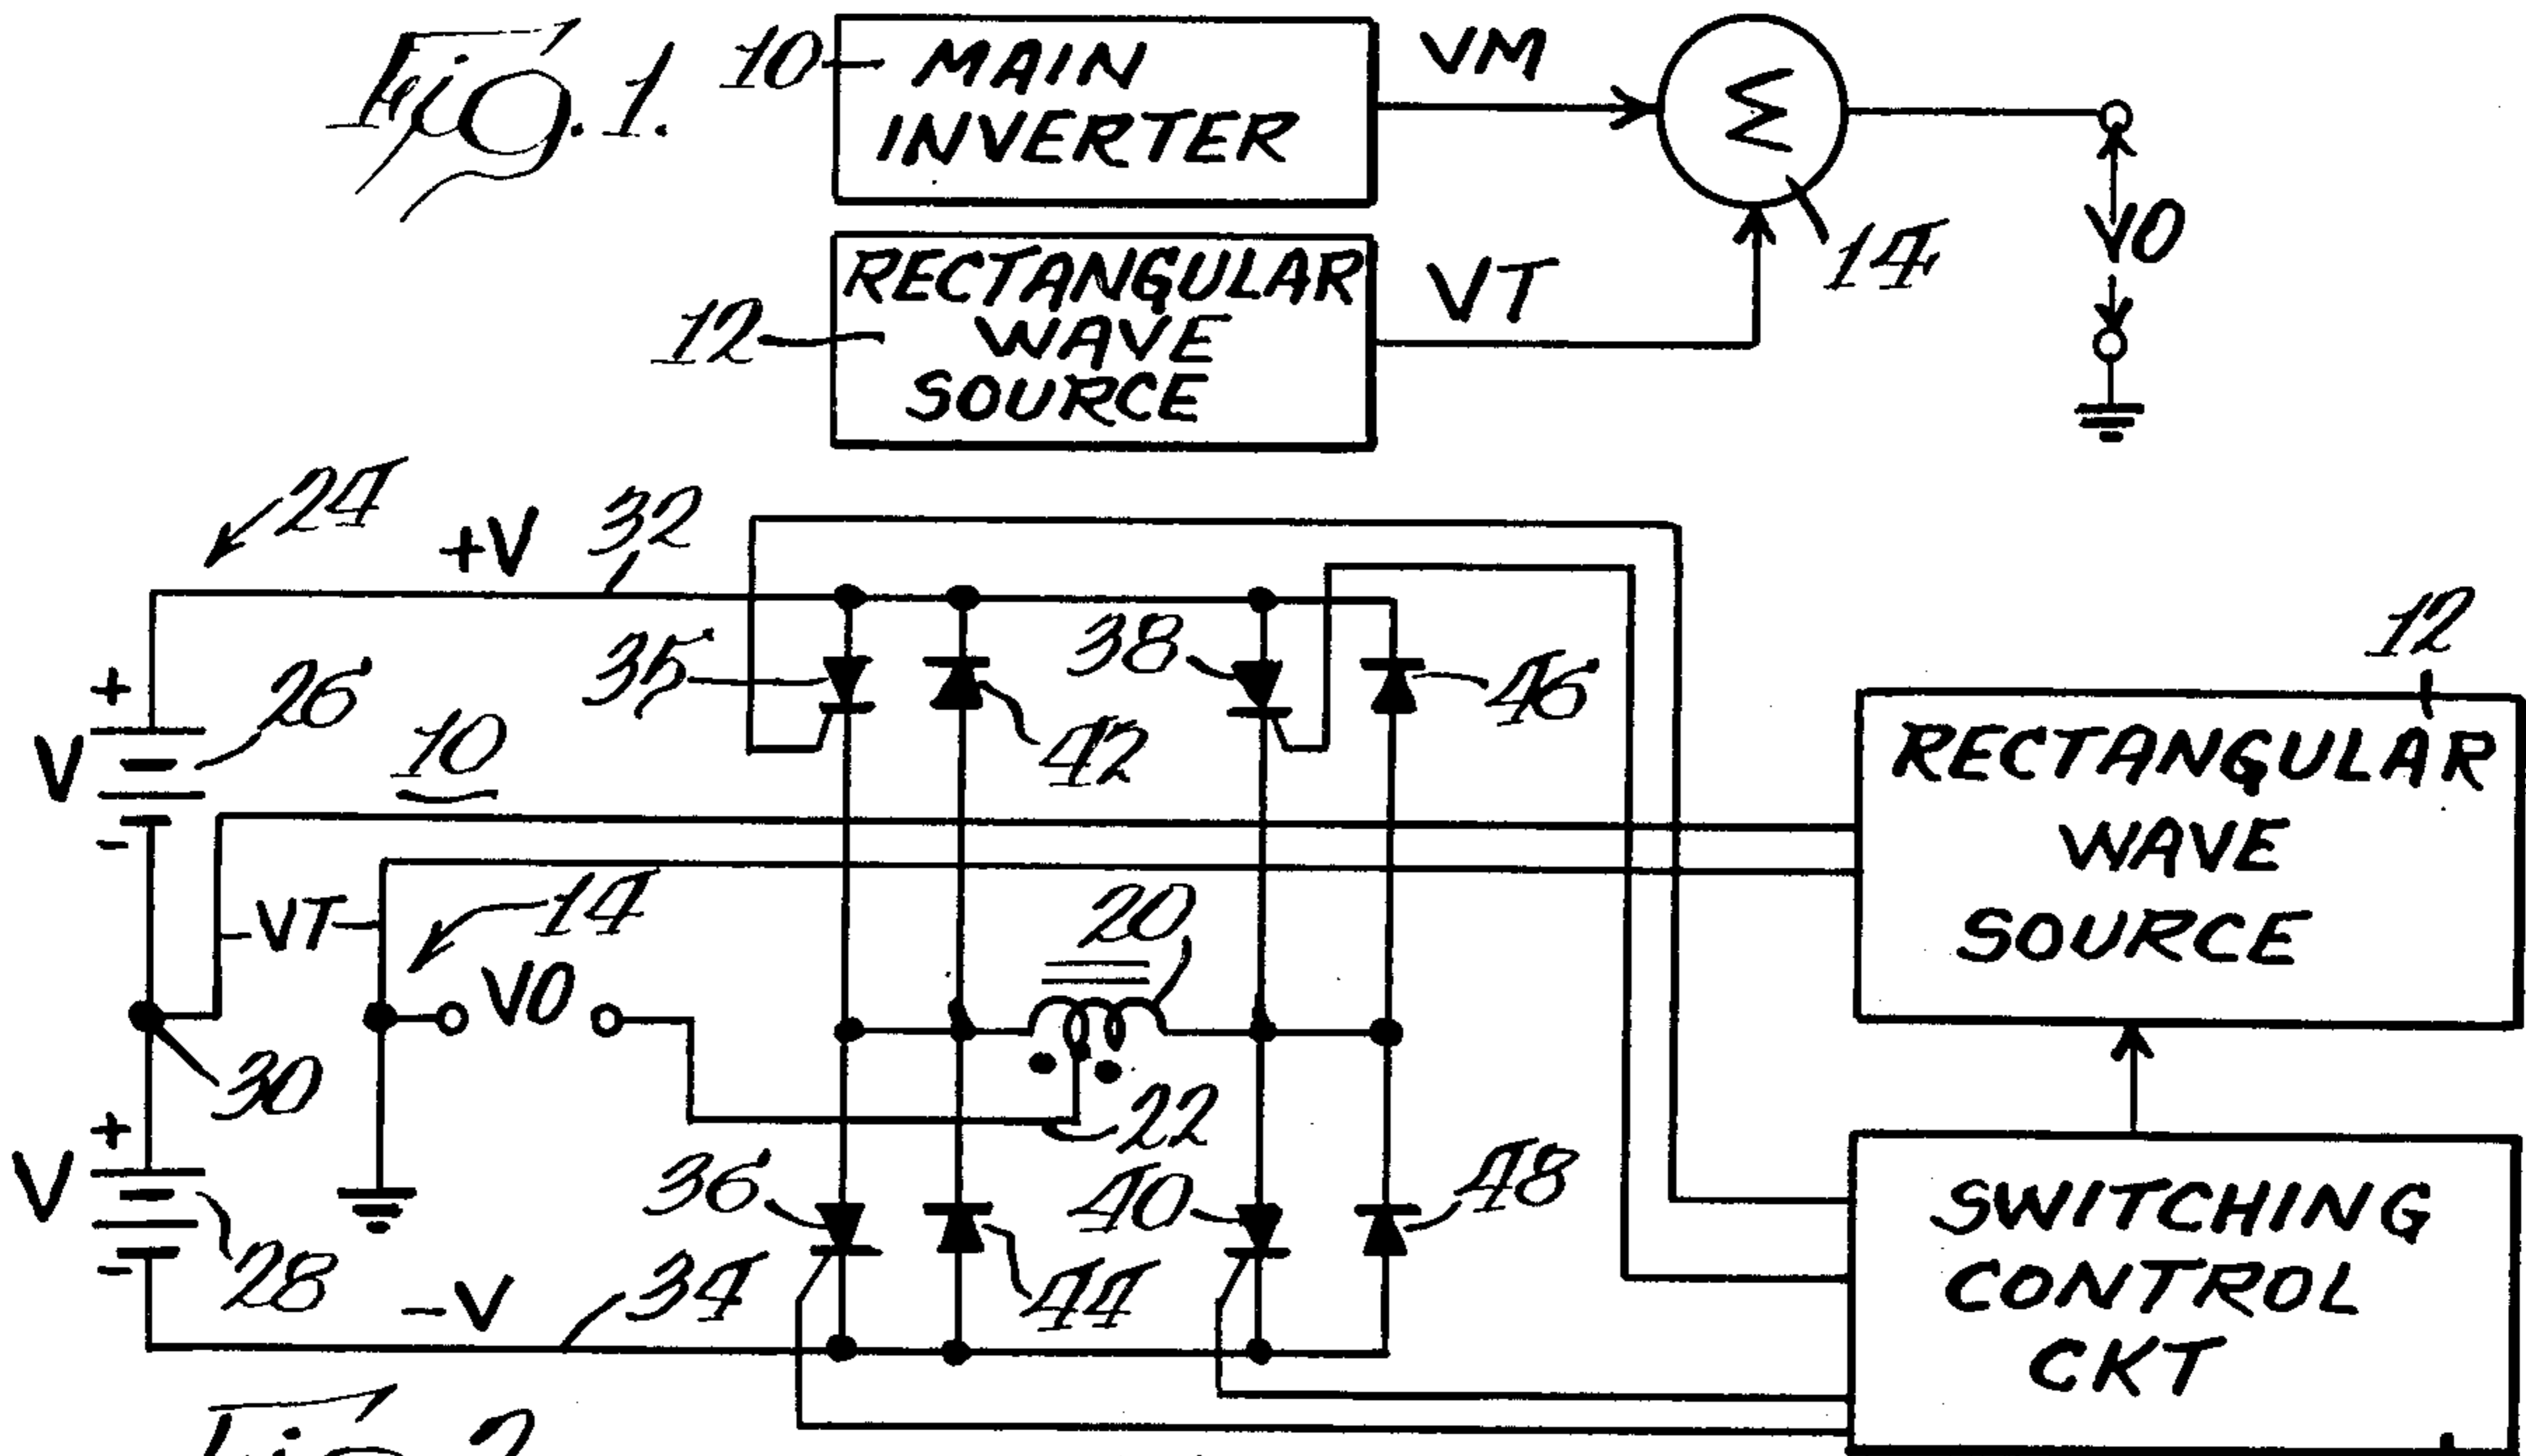 Fig. 1.
10
MAIN
INVERTER
VM
Σ
14
VO
12
RECTANGULAR
WAVE
SOURCE
VT
24
+V
32
35
42
38
46
12
+
V
26
-
10
RECTANGULAR
WAVE
SOURCE
VT
14
VO
20
30
22
+
V
28
-
-V
34
36
44
40
48
SWITCHING
CONTROL
CKT
Fig. 2